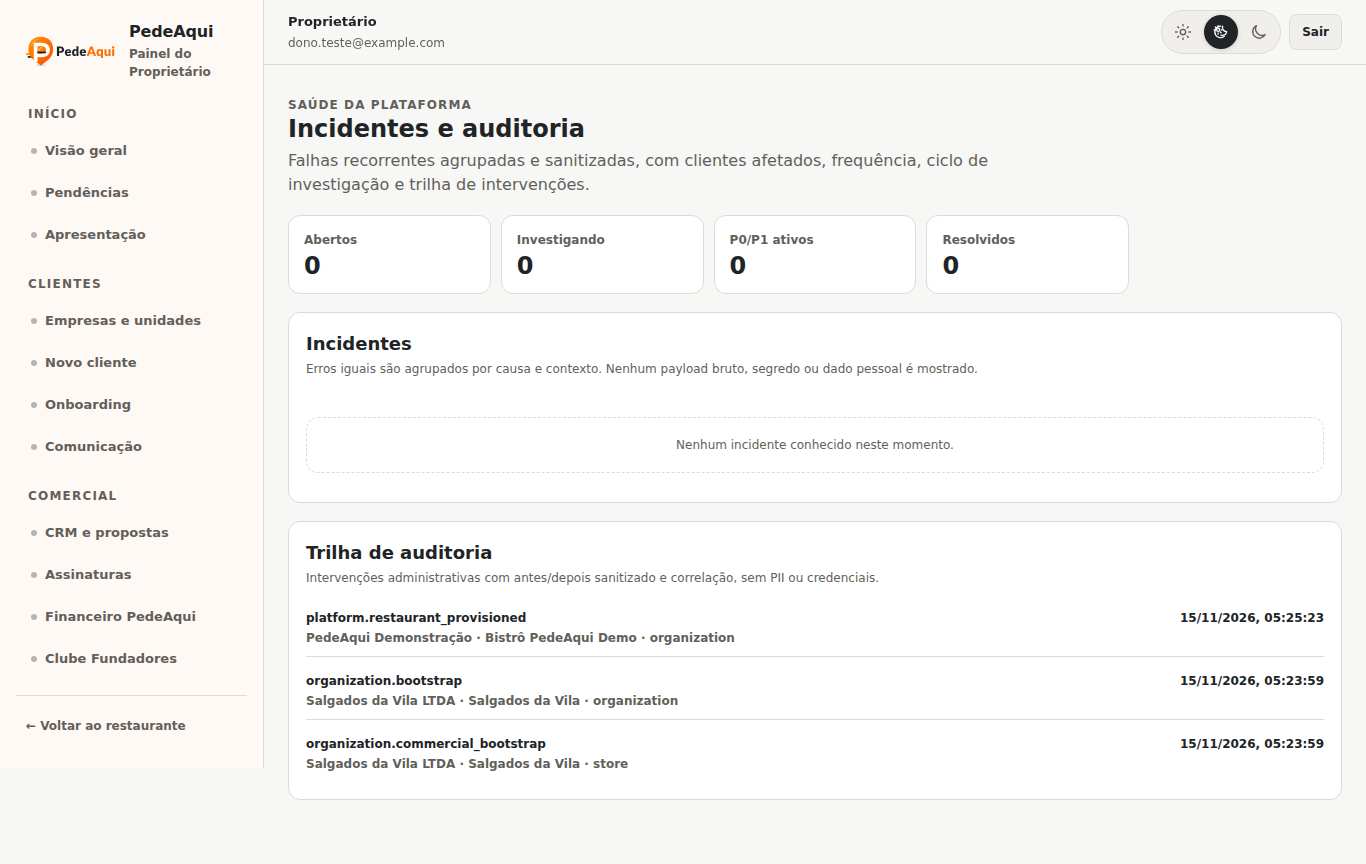 PedeAqui
PedeAqui
Painel do
Proprietário
INÍCIO
Visão geral
Pendências
Apresentação
CLIENTES
Empresas e unidades
Novo cliente
Onboarding
Comunicação
COMERCIAL
CRM e propostas
Assinaturas
Financeiro PedeAqui
Clube Fundadores
← Voltar ao restaurante
Proprietário
dono.teste@example.com
Sair
SAÚDE DA PLATAFORMA
Incidentes e auditoria
Falhas recorrentes agrupadas e sanitizadas, com clientes afetados, frequência, ciclo de
investigação e trilha de intervenções.
Abertos
0
Investigando
0
P0/P1 ativos
0
Resolvidos
0
Incidentes
Erros iguais são agrupados por causa e contexto. Nenhum payload bruto, segredo ou dado pessoal é mostrado.
Nenhum incidente conhecido neste momento.
Trilha de auditoria
Intervenções administrativas com antes/depois sanitizado e correlação, sem PII ou credenciais.
platform.restaurant_provisioned 15/11/2026, 05:25:23
PedeAqui Demonstração · Bistrô PedeAqui Demo · organization
organization.bootstrap 15/11/2026, 05:23:59
Salgados da Vila LTDA · Salgados da Vila · organization
organization.commercial_bootstrap 15/11/2026, 05:23:59
Salgados da Vila LTDA · Salgados da Vila · store